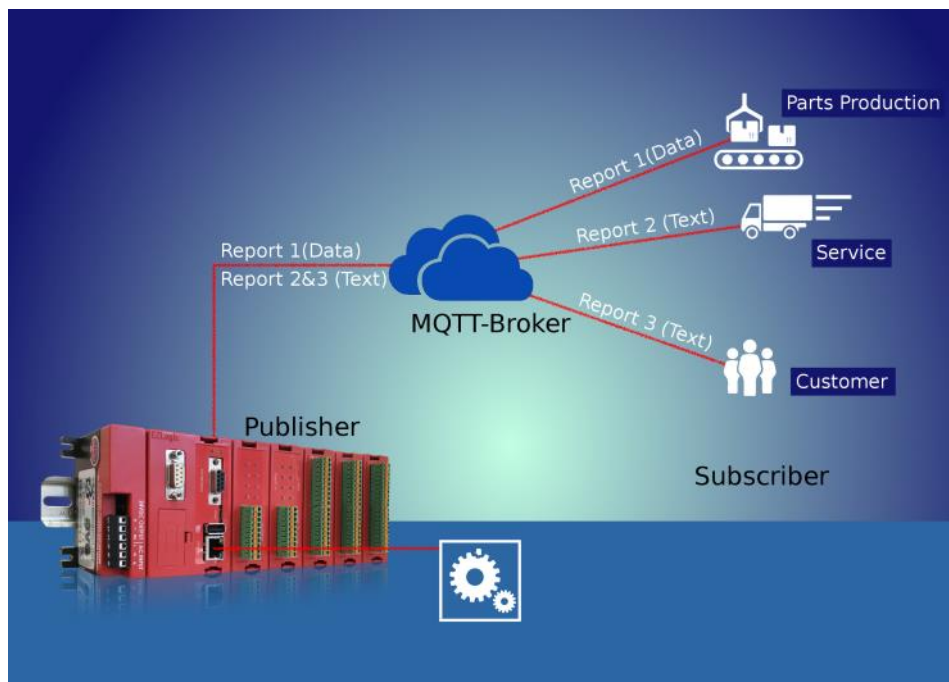 Parts Production
Report 1(Data)
Report 2 (Text)
Service
Report 1(Data)
Report 2&3 (Text)
MQTT-Broker
Report 3 (Text)
Customer
Publisher
Subscriber